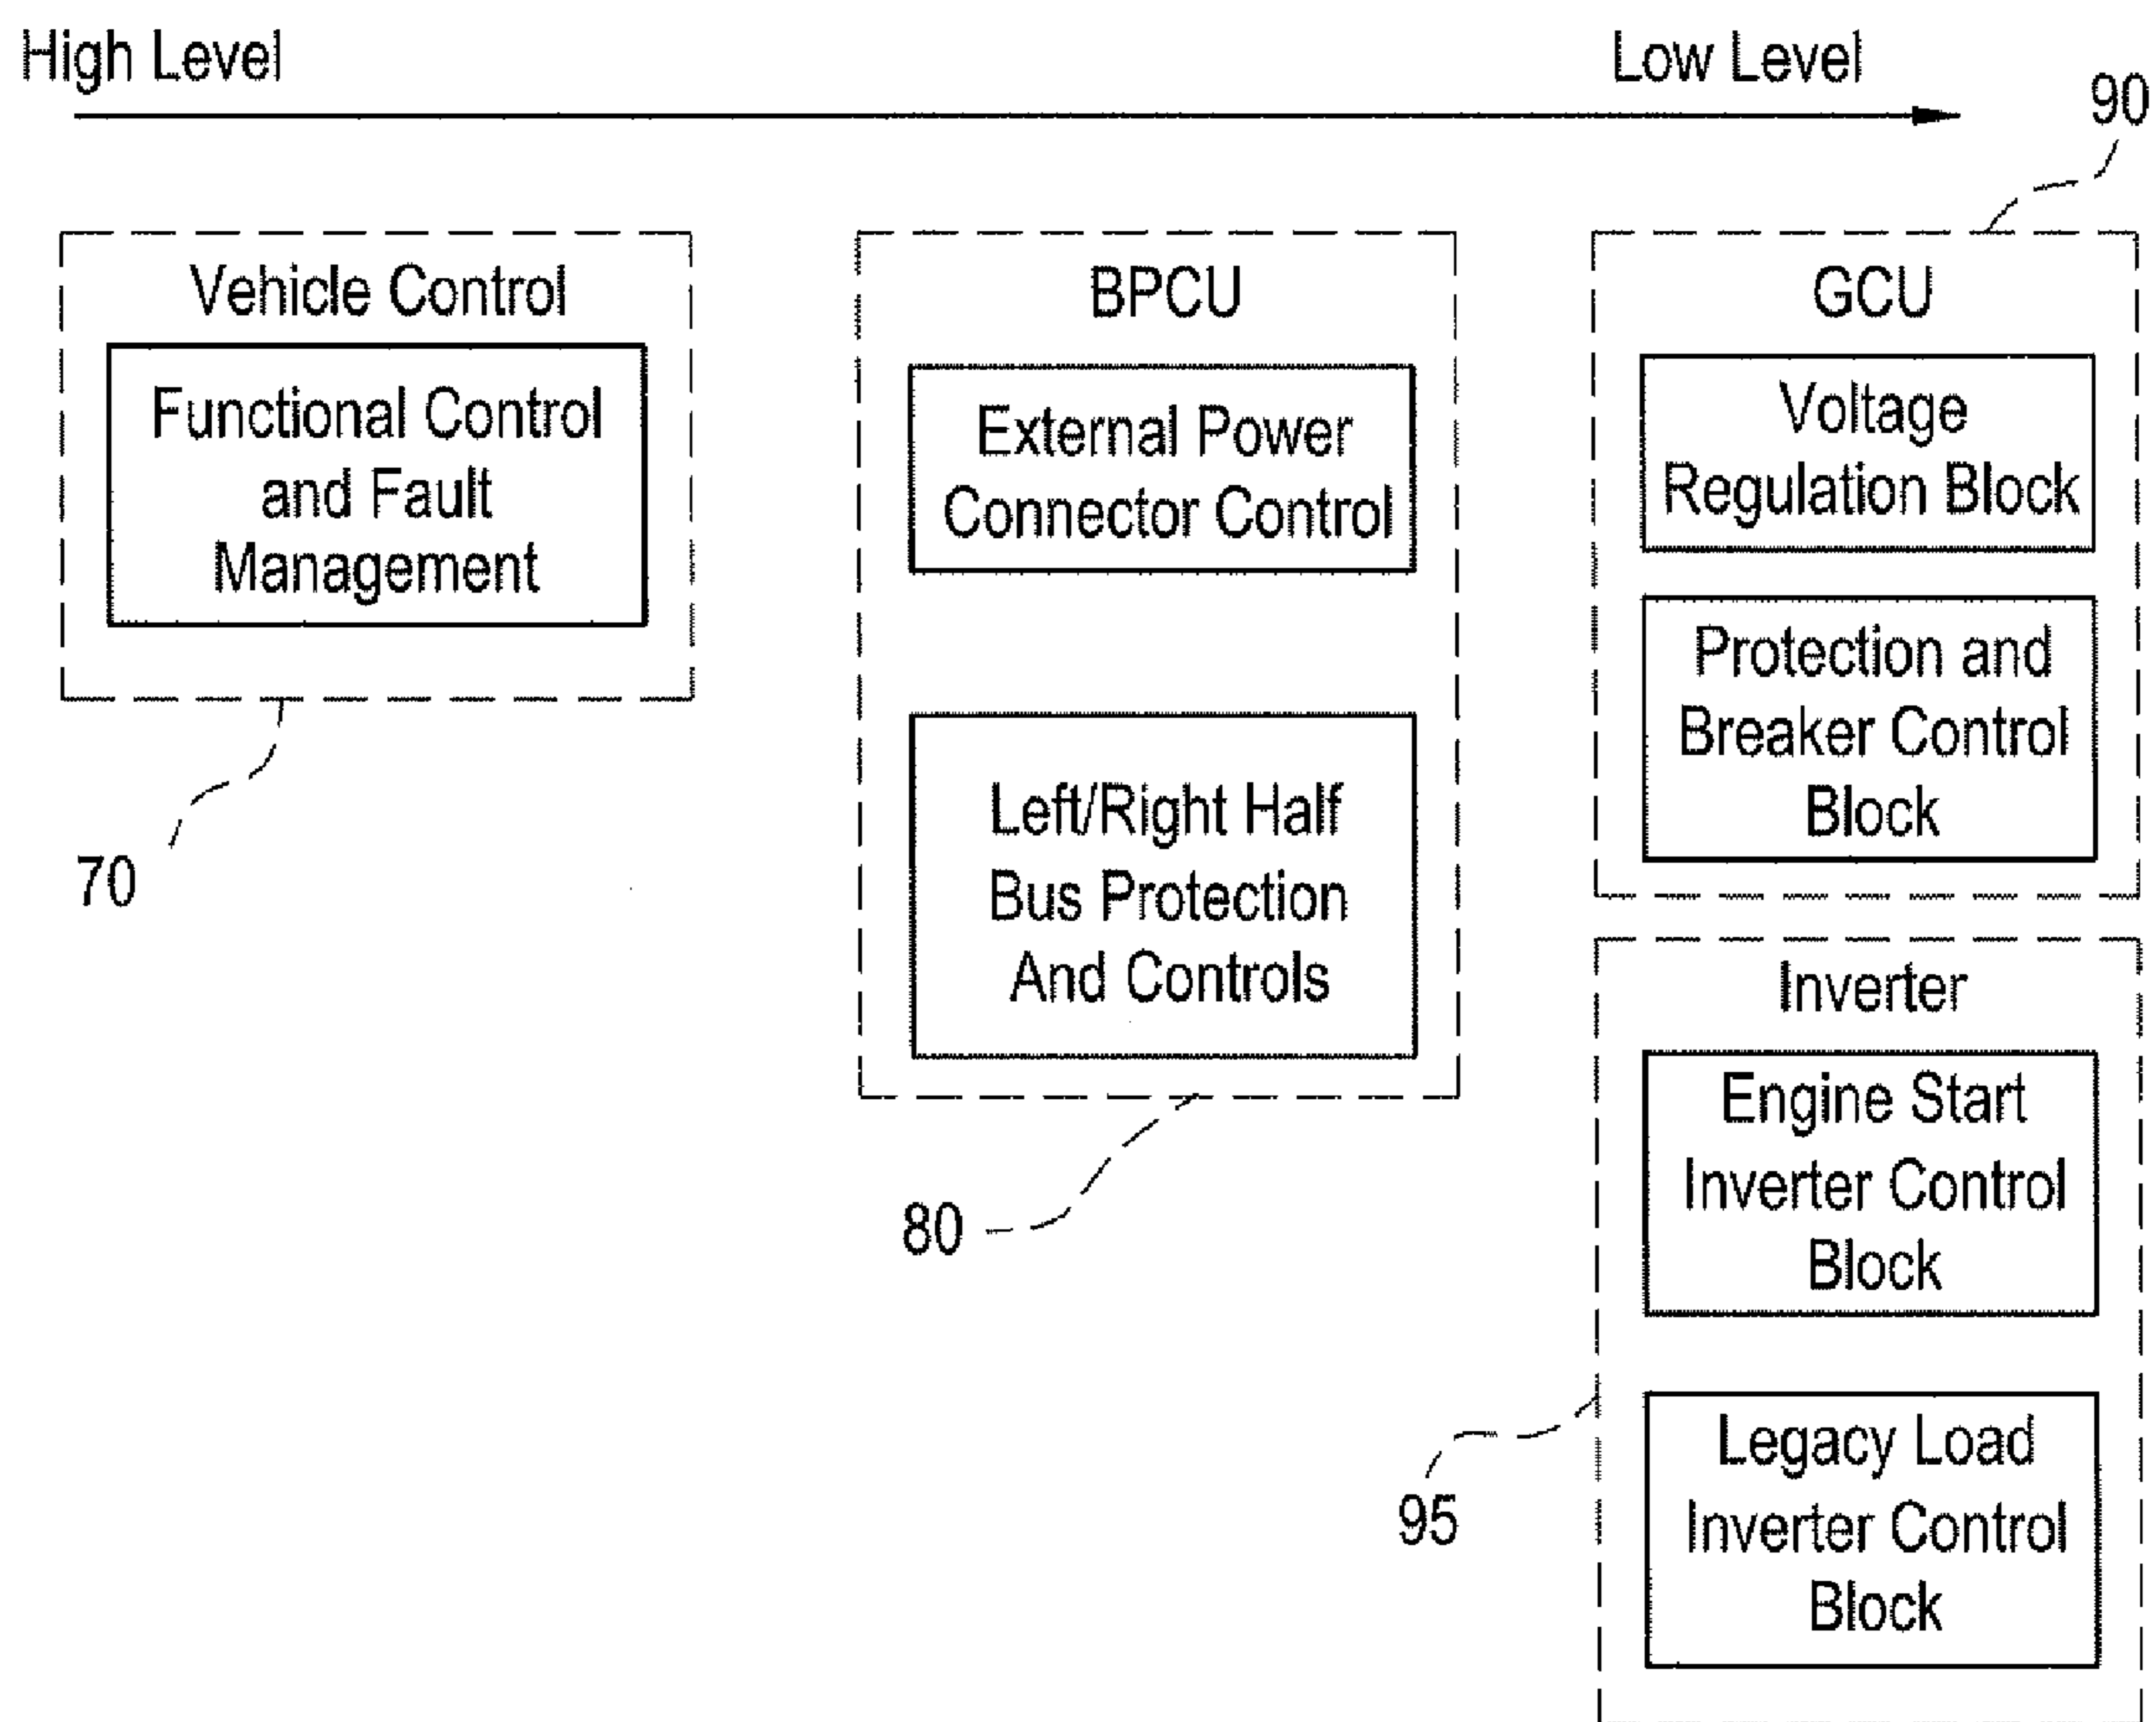 High Level
Low Level
90
Vehicle Control
Functional Control
and Fault
Management
70
BPCU
External Power
Connector Control
Left/Right Half
Bus Protection
And Controls
80
GCU
Voltage
Regulation Block
Protection and
Breaker Control
Block
Inverter
Engine Start
Inverter Control
Block
Legacy Load
Inverter Control
Block
95